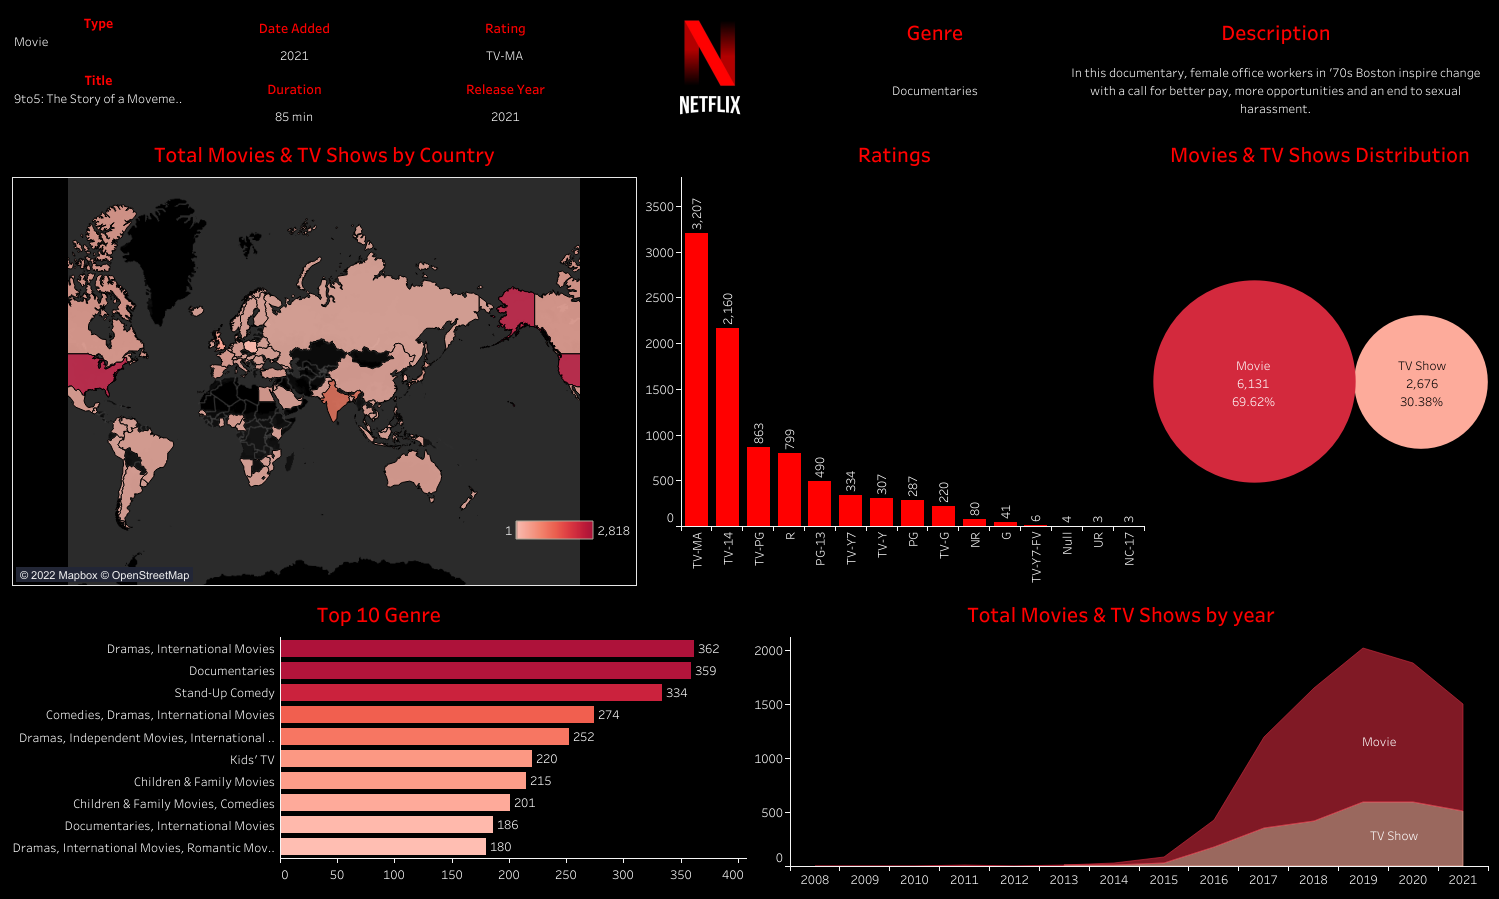 Type
Movie
Title
9to5: The Story of a Moveme..
Date Added
2021
Duration
85 min
Rating
TV-MA
Release Year
2021
NETFLIX
Genre
Documentaries
Description
In this documentary, female office workers in '70s Boston inspire change
with a call for better pay, more opportunities and an end to sexual
harassment.
Total Movies & TV Shows by Country
1
2,818
© 2022 Mapbox © OpenStreetMap
Ratings
3500
3000
2500
2000
1500
1000
500
0
3,207
2,160
863
799
490
334
307
287
220
80
41
6
4
3
3
TV-MA
TV-14
TV-PG
R
PG-13
TV-Y7
TV-Y
PG
TV-G
NR
G
TV-Y7-FV
Null
UR
NC-17
Movies & TV Shows Distribution
Movie
6,131
69.62%
TV Show
2,676
30.38%
Top 10 Genre
Dramas, International Movies 362
Documentaries 359
Stand-Up Comedy 334
Comedies, Dramas, International Movies 274
Dramas, Independent Movies, International .. 252
Kids' TV 220
Children & Family Movies 215
Children & Family Movies, Comedies 201
Documentaries, International Movies 186
Dramas, International Movies, Romantic Mov.. 180
0 50 100 150 200 250 300 350 400
Total Movies & TV Shows by year
2000
1500
1000
500
0
Movie
TV Show
2008 2009 2010 2011 2012 2013 2014 2015 2016 2017 2018 2019 2020 2021